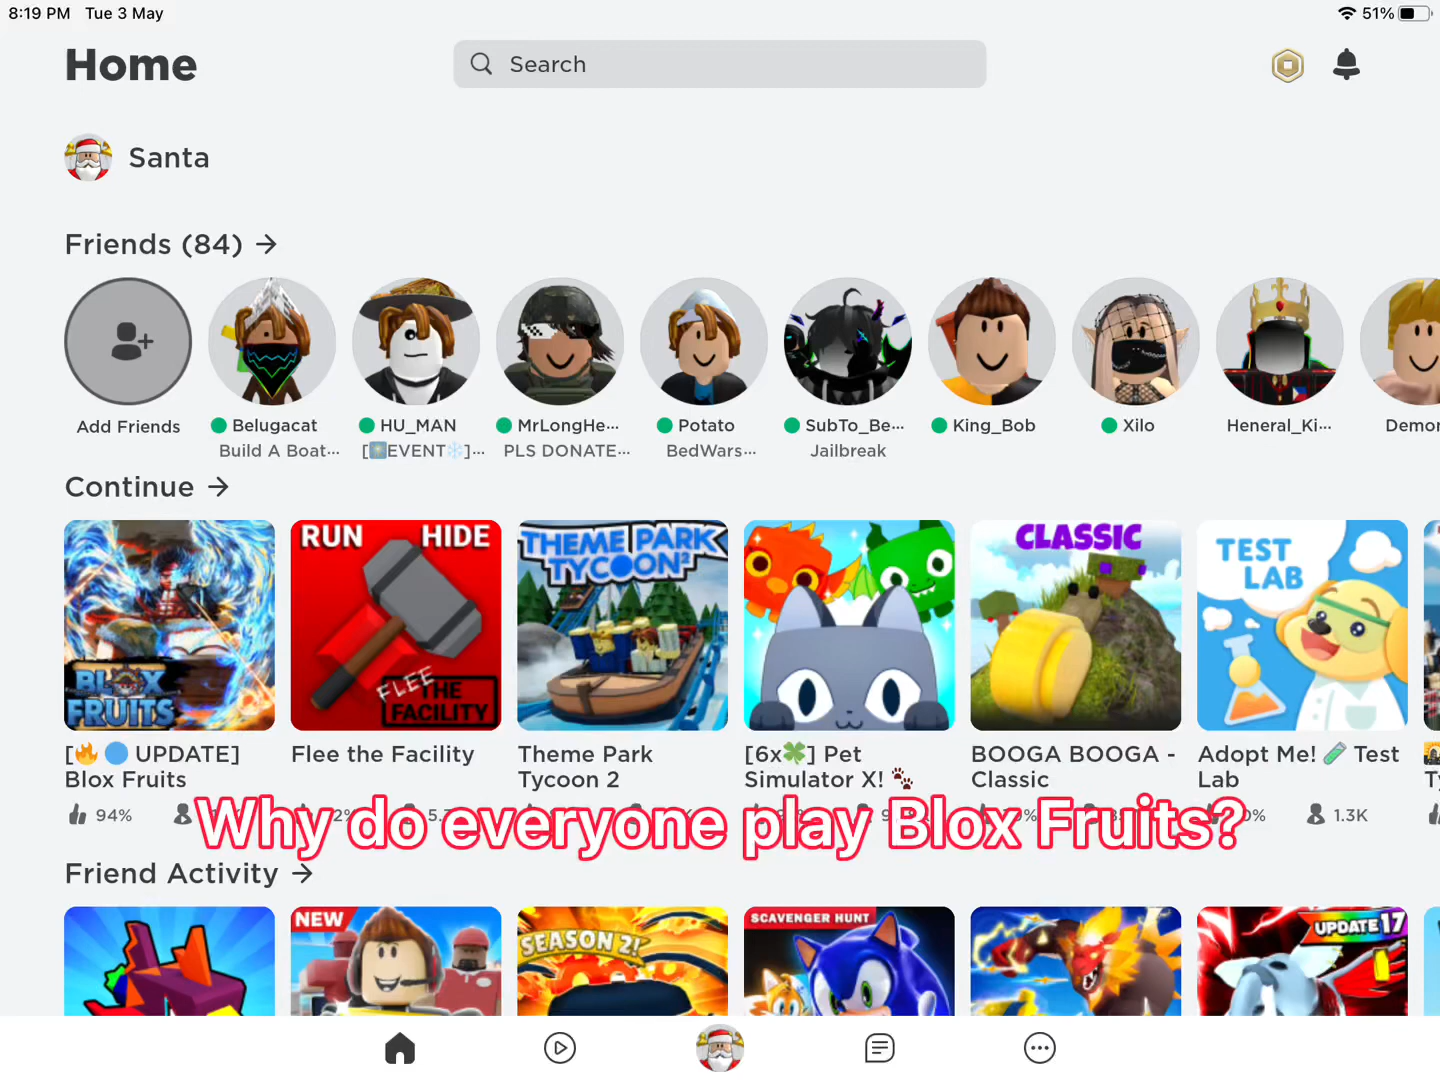 8:19 PM Tue 3 May
51%
Home
Search
Santa
Friends (84)
Add Friends
Belugacat
Build A Boat...
HU_MAN
[EVENT]...
MrLongHe...
PLS DONATE...
Potato
BedWars...
SubTo_Be...
Jailbreak
King_Bob
Xilo
Heneral_Ki...
Demon
Continue
BLOX
FRUITS
RUN HIDE
FLEE THE
FACILITY
THEME PARK
TYCOON 2
CLASSIC
TEST
LAB
[🔥🔵 UPDATE]
Blox Fruits
Flee the Facility
Theme Park
Tycoon 2
[6x🍀] Pet
Simulator X! 🐾
BOOGA BOOGA -
Classic
Adopt Me! 🧪 Test
Lab
94%
1.3K
Why do everyone play Blox Fruits?
Friend Activity
NEW
SEASON 2!
SCAVENGER HUNT
UPDATE 17